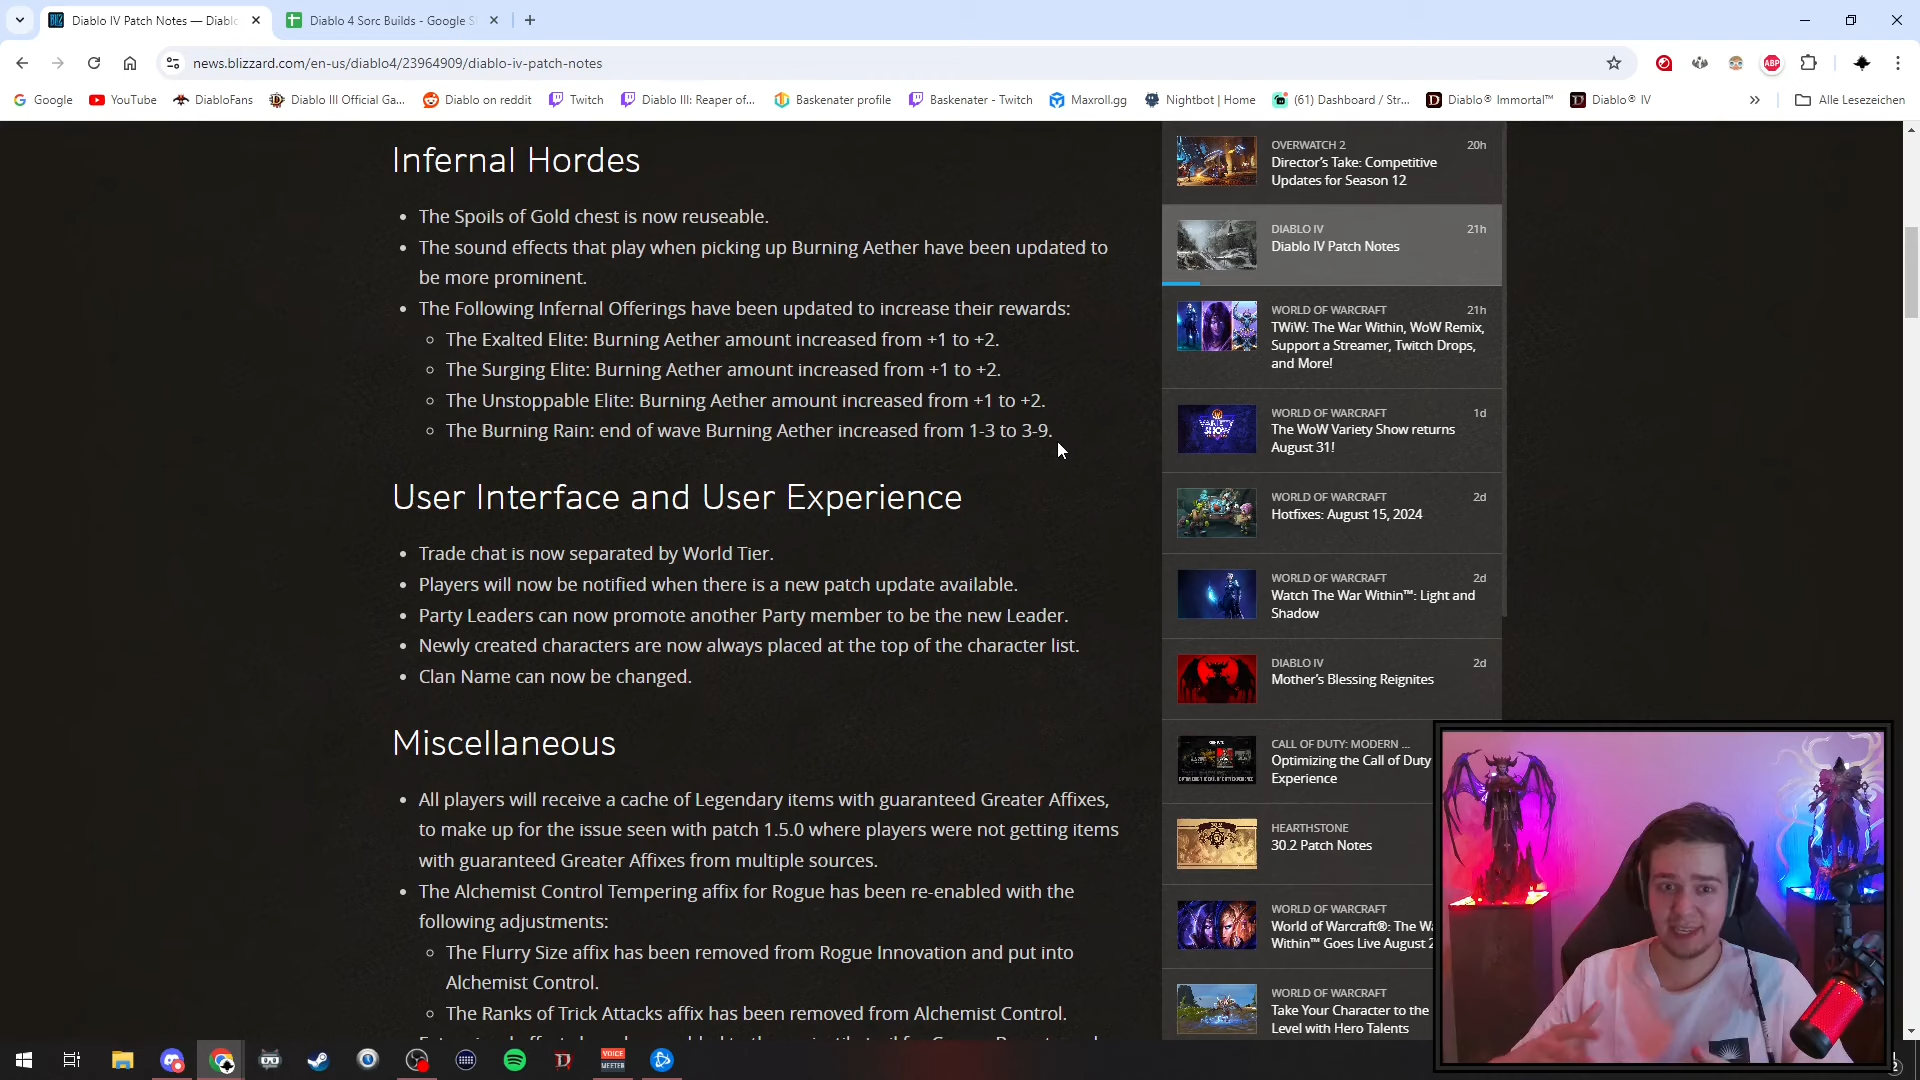 Diablo IV Patch Notes — Diablo
Diablo 4 Sorc Builds - Google S
news.blizzard.com/en-us/diablo4/23964909/diablo-iv-patch-notes
ABP
Google
YouTube
DiabloFans
Diablo III Official Ga...
Diablo on reddit
Twitch
Diablo III: Reaper of...
Baskenater profile
Baskenater - Twitch
Maxroll.gg
Nightbot | Home
(61) Dashboard / Str...
Diablo® Immortal™
Diablo® IV
Alle Lesezeichen
Infernal Hordes
The Spoils of Gold chest is now reuseable.
The sound effects that play when picking up Burning Aether have been updated to
be more prominent.
The Following Infernal Offerings have been updated to increase their rewards:
The Exalted Elite: Burning Aether amount increased from +1 to +2.
The Surging Elite: Burning Aether amount increased from +1 to +2.
The Unstoppable Elite: Burning Aether amount increased from +1 to +2.
The Burning Rain: end of wave Burning Aether increased from 1-3 to 3-9.
User Interface and User Experience
Trade chat is now separated by World Tier.
Players will now be notified when there is a new patch update available.
Party Leaders can now promote another Party member to be the new Leader.
Newly created characters are now always placed at the top of the character list.
Clan Name can now be changed.
Miscellaneous
All players will receive a cache of Legendary items with guaranteed Greater Affixes,
to make up for the issue seen with patch 1.5.0 where players were not getting items
with guaranteed Greater Affixes from multiple sources.
The Alchemist Control Tempering affix for Rogue has been re-enabled with the
following adjustments:
The Flurry Size affix has been removed from Rogue Innovation and put into
Alchemist Control.
The Ranks of Trick Attacks affix has been removed from Alchemist Control.
OVERWATCH 2 20h
Director's Take: Competitive
Updates for Season 12
DIABLO IV 21h
Diablo IV Patch Notes
WORLD OF WARCRAFT 21h
TWiW: The War Within, WoW Remix,
Support a Streamer, Twitch Drops,
and More!
WORLD OF WARCRAFT 1d
The WoW Variety Show returns
August 31!
VARIETY
SHOW
WORLD OF WARCRAFT 2d
Hotfixes: August 15, 2024
WORLD OF WARCRAFT 2d
Watch The War Within™: Light and
Shadow
DIABLO IV 2d
Mother's Blessing Reignites
CALL OF DUTY: MODERN ...
Optimizing the Call of Duty
Experience
HEARTHSTONE
30.2 Patch Notes
WORLD OF WARCRAFT
World of Warcraft®: The Wa
Within™ Goes Live August 2
WORLD OF WARCRAFT
Take Your Character to the
Level with Hero Talents
VOICE
MEETER